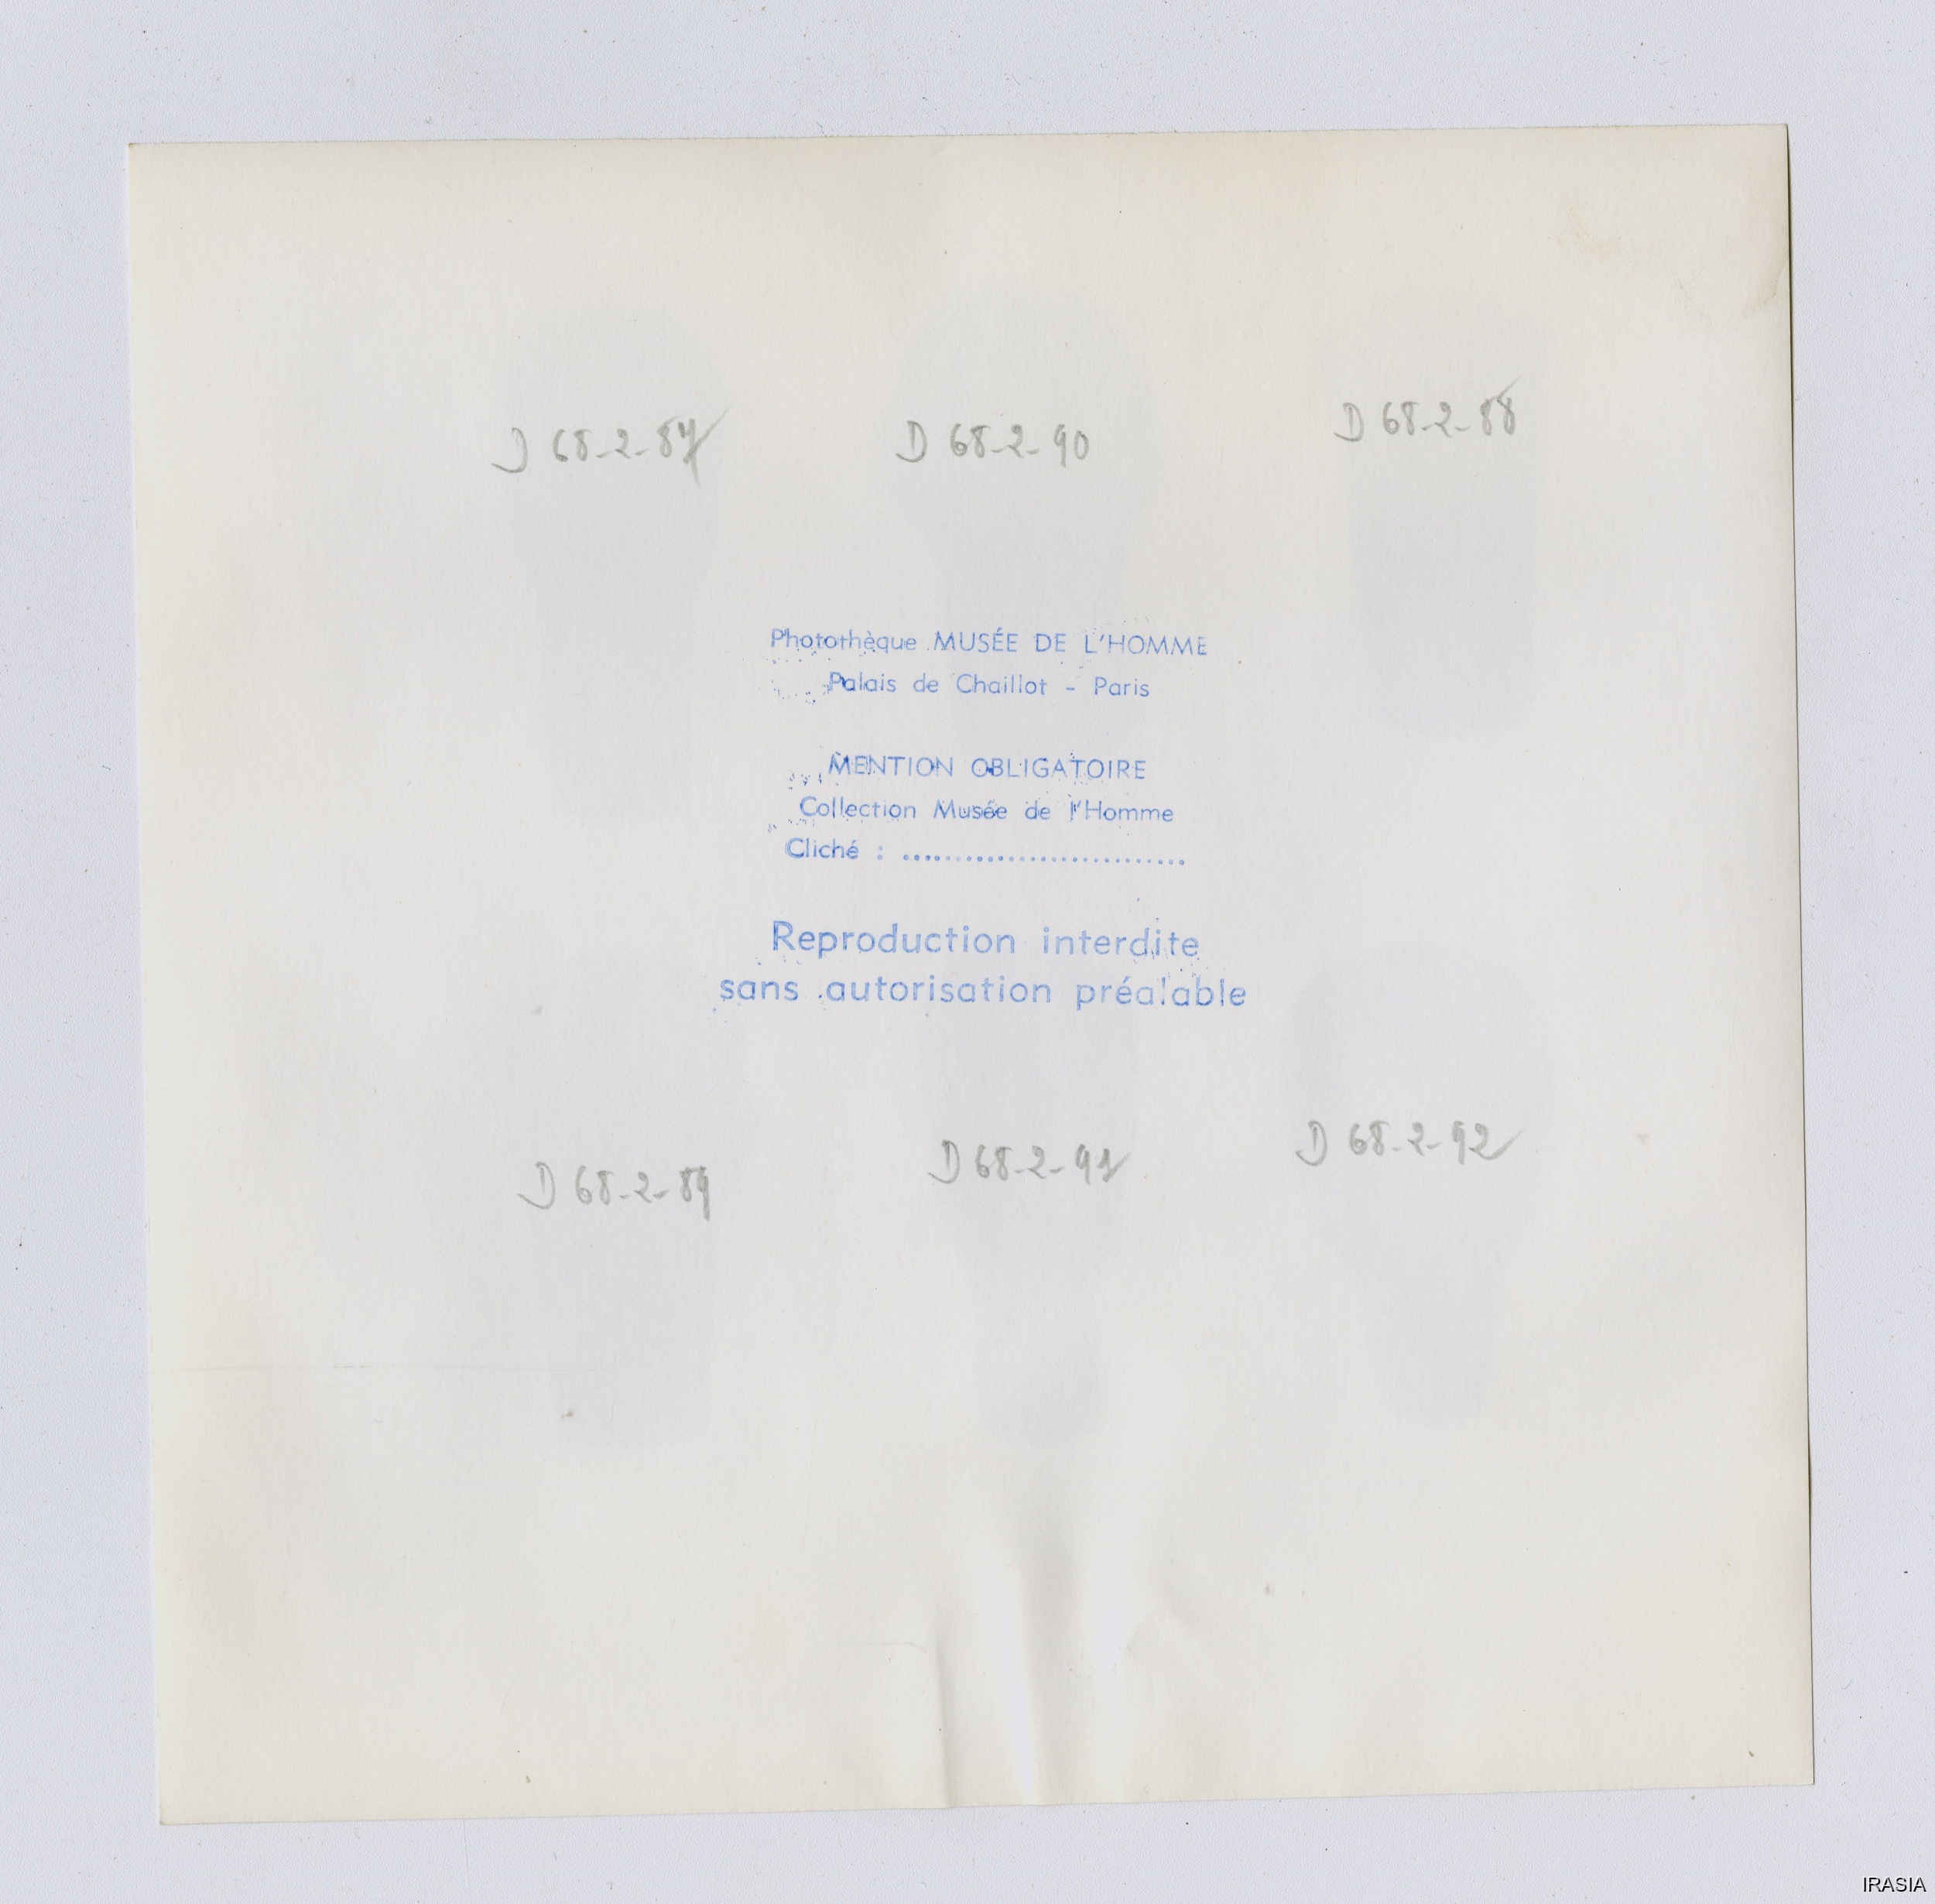 D 68-2-87
D 68-2-90
D 68-2-88
Photothèque MUSÉE DE L'HOMME
Palais de Chaillot - Paris
MENTION OBLIGATOIRE
Collection Musée de l'Homme
Cliché : ...........................
Reproduction interdite
sans autorisation préalable
D 68-2-89
D 68-2-91
D 68-2-92
IRASIA